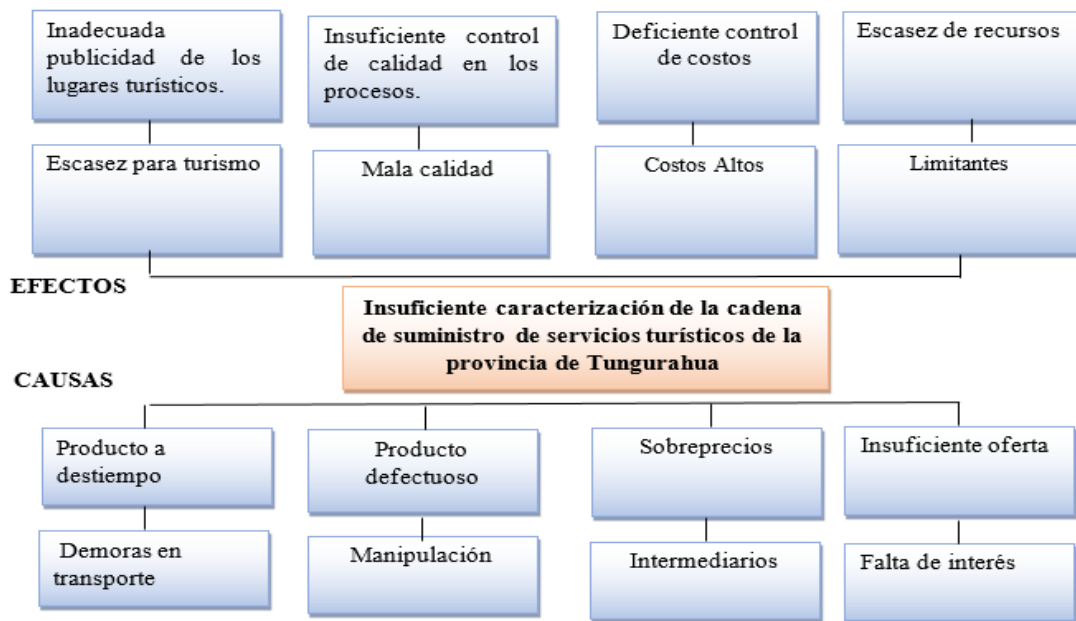 Inadecuada
publicidad de los
lugares turísticos.
Insuficiente control
de calidad en los
procesos.
Deficiente control
de costos
Escasez de recursos
Escasez para turismo
Mala calidad
Costos Altos
Limitantes
EFECTOS
Insuficiente caracterización de la cadena
de suministro de servicios turísticos de la
provincia de Tungurahua
CAUSAS
Producto a
destiempo
Producto
defectuoso
Sobreprecios
Insuficiente oferta
Demoras en
transporte
Manipulación
Intermediarios
Falta de interés